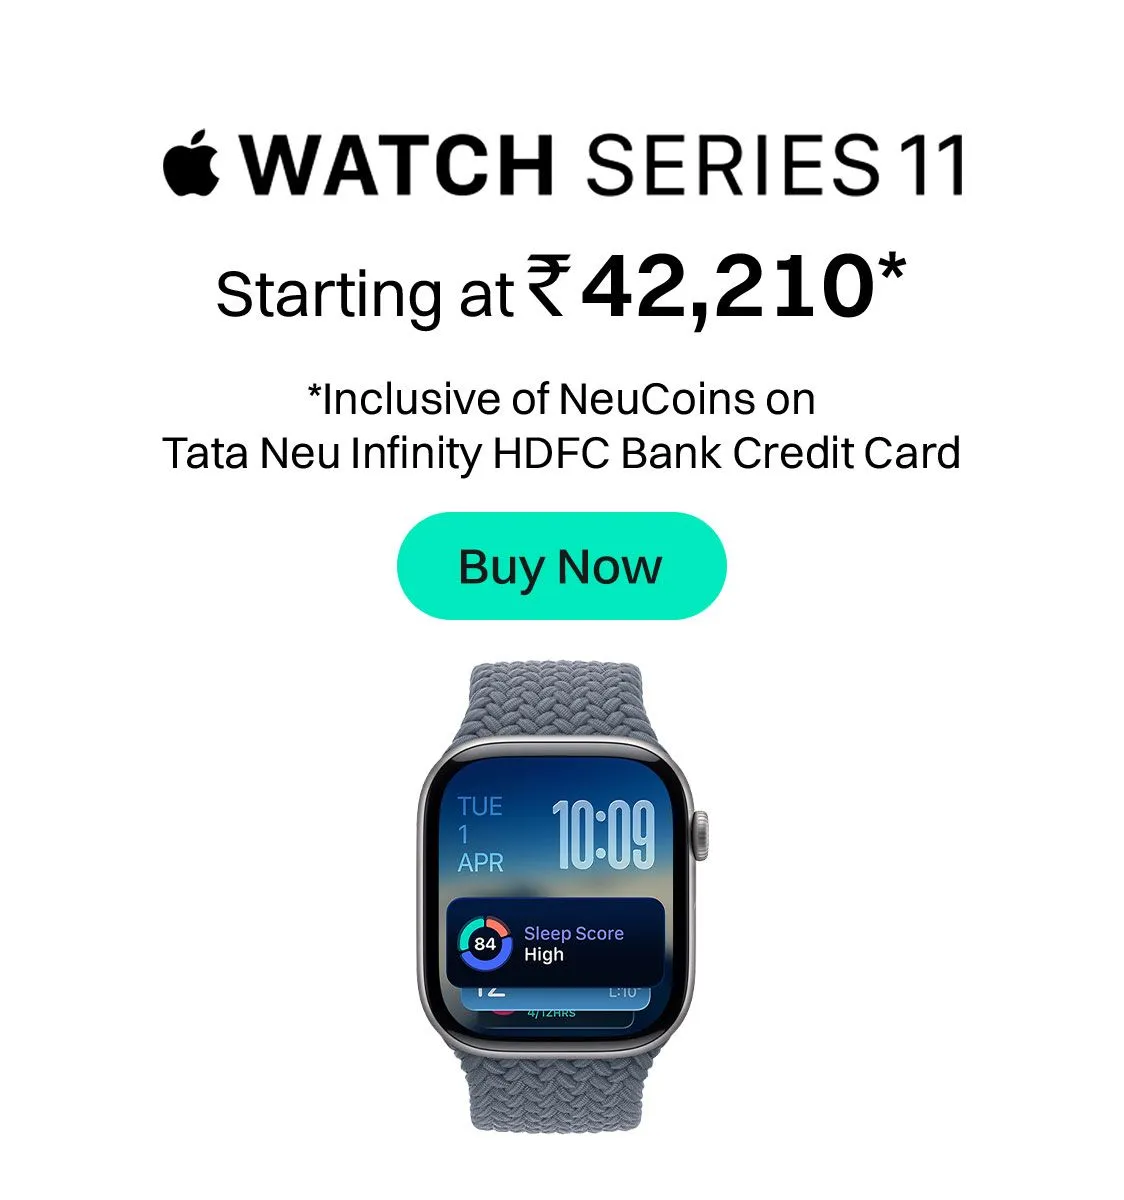 WATCH SERIES 11
Starting at ₹42,210*
*Inclusive of NeuCoins on
Tata Neu Infinity HDFC Bank Credit Card
Buy Now
TUE
1
APR
10:09
84
Sleep Score
High
12
L:10°
4/12HRS